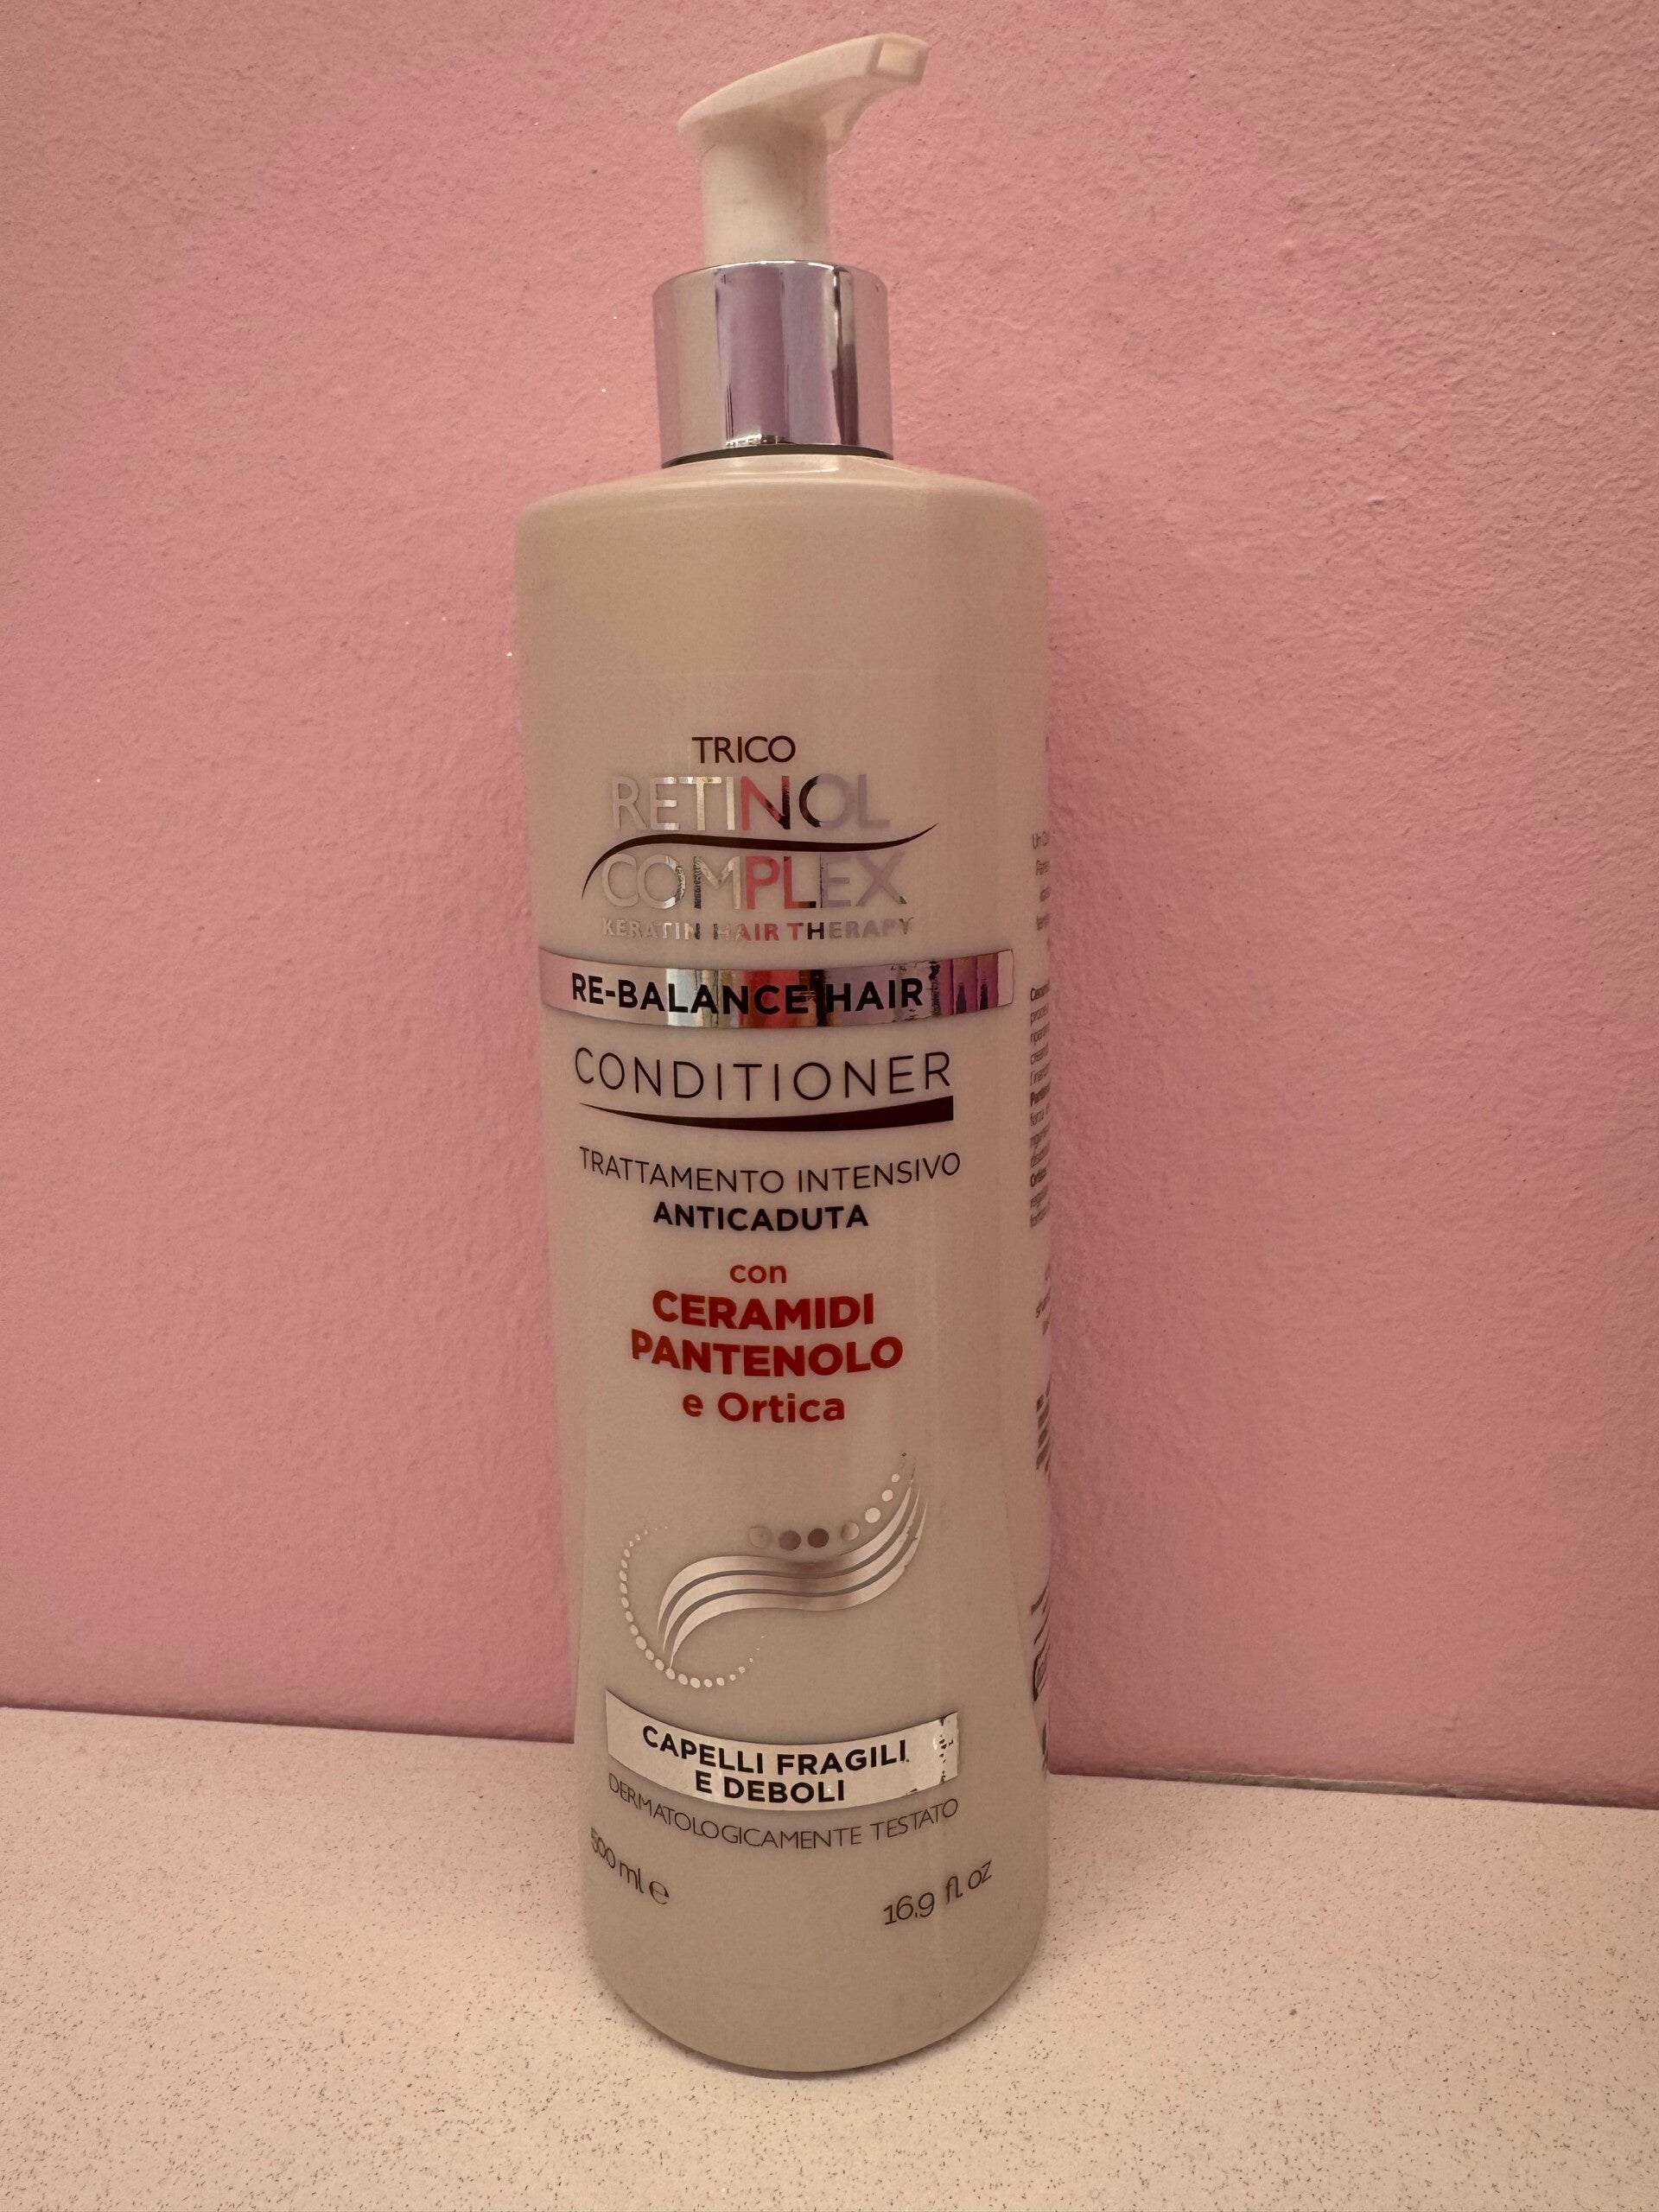 TRICO
RETINOL
COMPLEX
KERATIN HAIR THERAPY
RE-BALANCE HAIR
CONDITIONER
TRATTAMENTO INTENSIVO
ANTICADUTA
con
CERAMIDI
PANTENOLO
e Ortica
CAPELLI FRAGILI
E DEBOLI
DERMATOLOGICAMENTE TESTATO
500 ml e
16,9 fl. oz